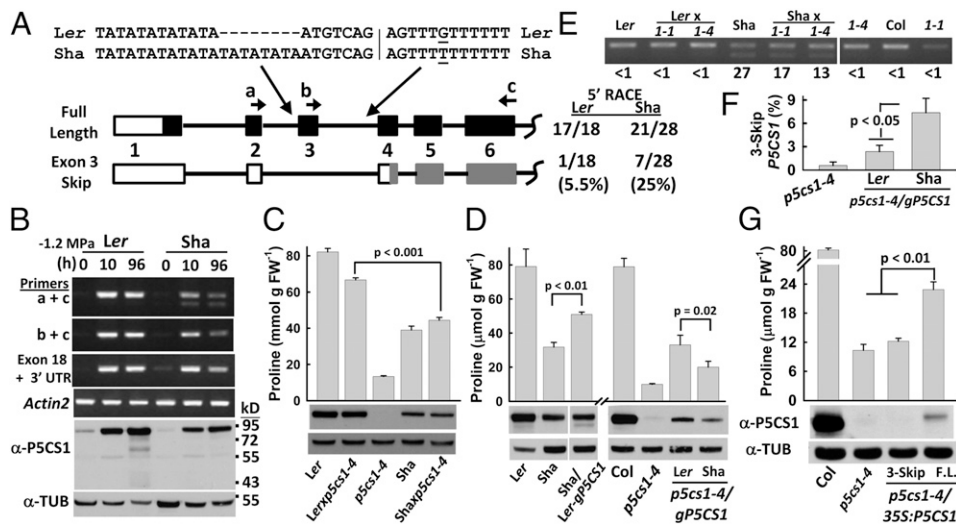 A
TATATATATATA---------ATGTCAG | AGTTTGTTTTTT Ler
Ler
Sha TATATATATATATATATATAATGTCAG | AGTTTTTTTTTT Sha
a b c
Full Length
1 2 3 4 5 6
Exon 3 Skip
5' RACE
Ler Sha
17/18 21/28
1/18 7/28
(5.5%) (25%)
B
-1.2 MPa Ler Sha
(h) 0 10 96 0 10 96
Primers
a + c
b + c
Exon 18 + 3' UTR
Actin2
kD
α-P5CS1
95
72
55
43
α-TUB
55
C
Proline (mmol g FW⁻¹)
80
60
40
20
0
p < 0.001
Ler
Lerxp5cs1-4
p5cs1-4
Sha
Shaxp5cs1-4
D
Proline (µmol g FW⁻¹)
80
60
40
20
0
p < 0.01
p = 0.02
Ler
Sha
Sha/Ler-gP5CS1
Col
p5cs1-4
Ler Sha
p5cs1-4/gP5CS1
E
Ler x Sha x
Ler 1-1 1-4 Sha 1-1 1-4 1-4 Col 1-1
<1 <1 <1 27 17 13 <1 <1 <1
F
3-Skip P5CS1 (%)
9
6
3
0
p < 0.05
p5cs1-4
Ler Sha
p5cs1-4/gP5CS1
G
Proline (µmol g FW⁻¹)
80
60
30
20
10
0
p < 0.01
α-P5CS1
α-TUB
Col
p5cs1-4
3-Skip F.L.
p5cs1-4/35S:P5CS1